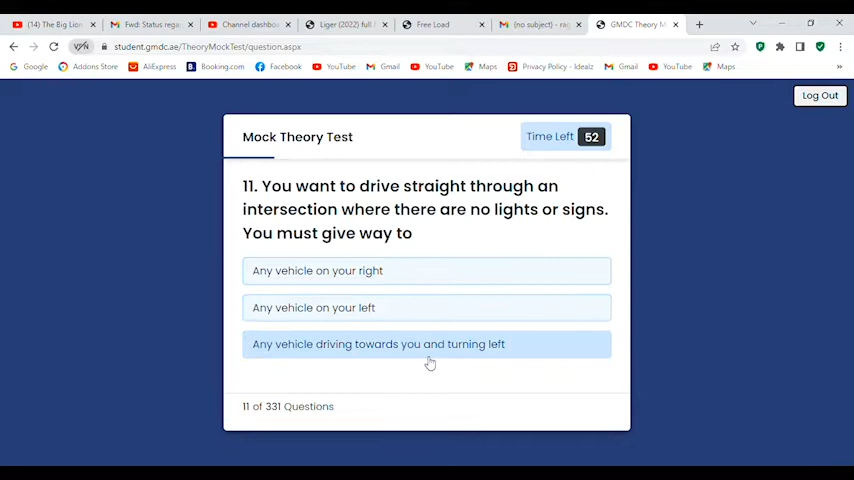 (14) The Big Lion
Fwd: Status rega
Channel dashboa
Liger (2022) full
Free Load
(no subject) - rag
GMDC Theory M
VPN
student.gmdc.ae/TheoryMockTest/question.aspx
Google
Addons Store
AliExpress
Booking.com
Facebook
YouTube
Gmail
YouTube
Maps
Privacy Policy - Idealz
Gmail
YouTube
Maps
»
Log Out
Mock Theory Test
Time Left 52
11. You want to drive straight through an
intersection where there are no lights or signs.
You must give way to
Any vehicle on your right
Any vehicle on your left
Any vehicle driving towards you and turning left
11 of 331 Questions